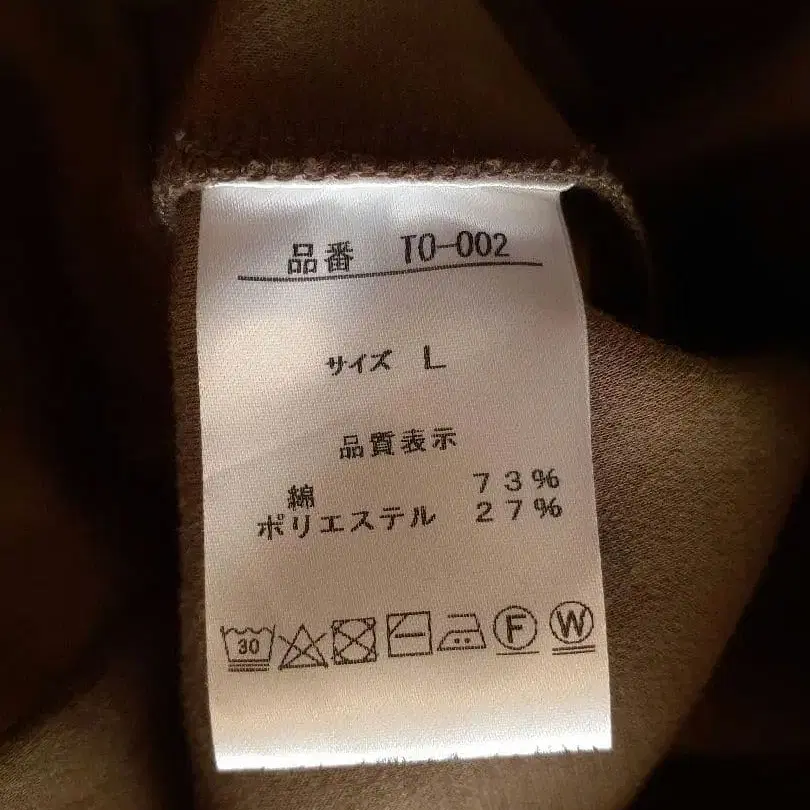 品番 TO-002
サイズ L
品質表示
綿 73%
ポリエステル 27%
30 F W